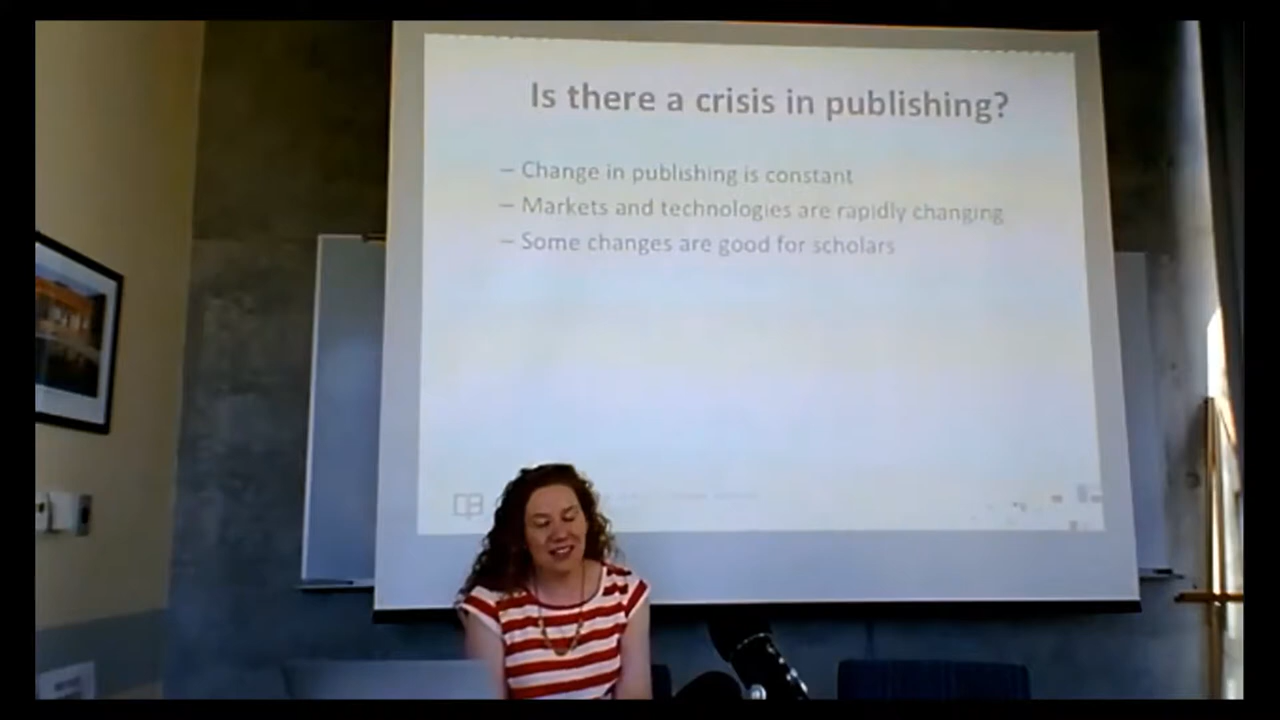 Is there a crisis in publishing?
– Change in publishing is constant
– Markets and technologies are rapidly changing
– Some changes are good for scholars